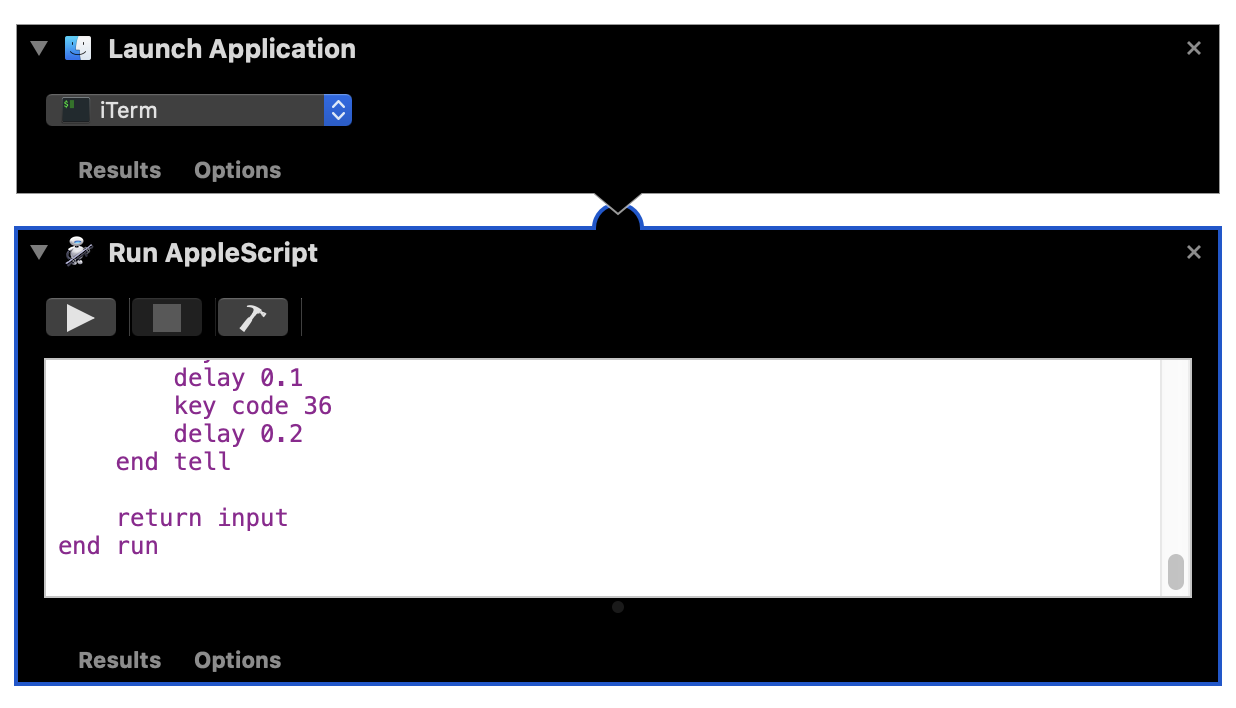 Launch Application
iTerm
Results Options
Run AppleScript
delay 0.1
key code 36
delay 0.2
end tell
return input
end run
Results Options